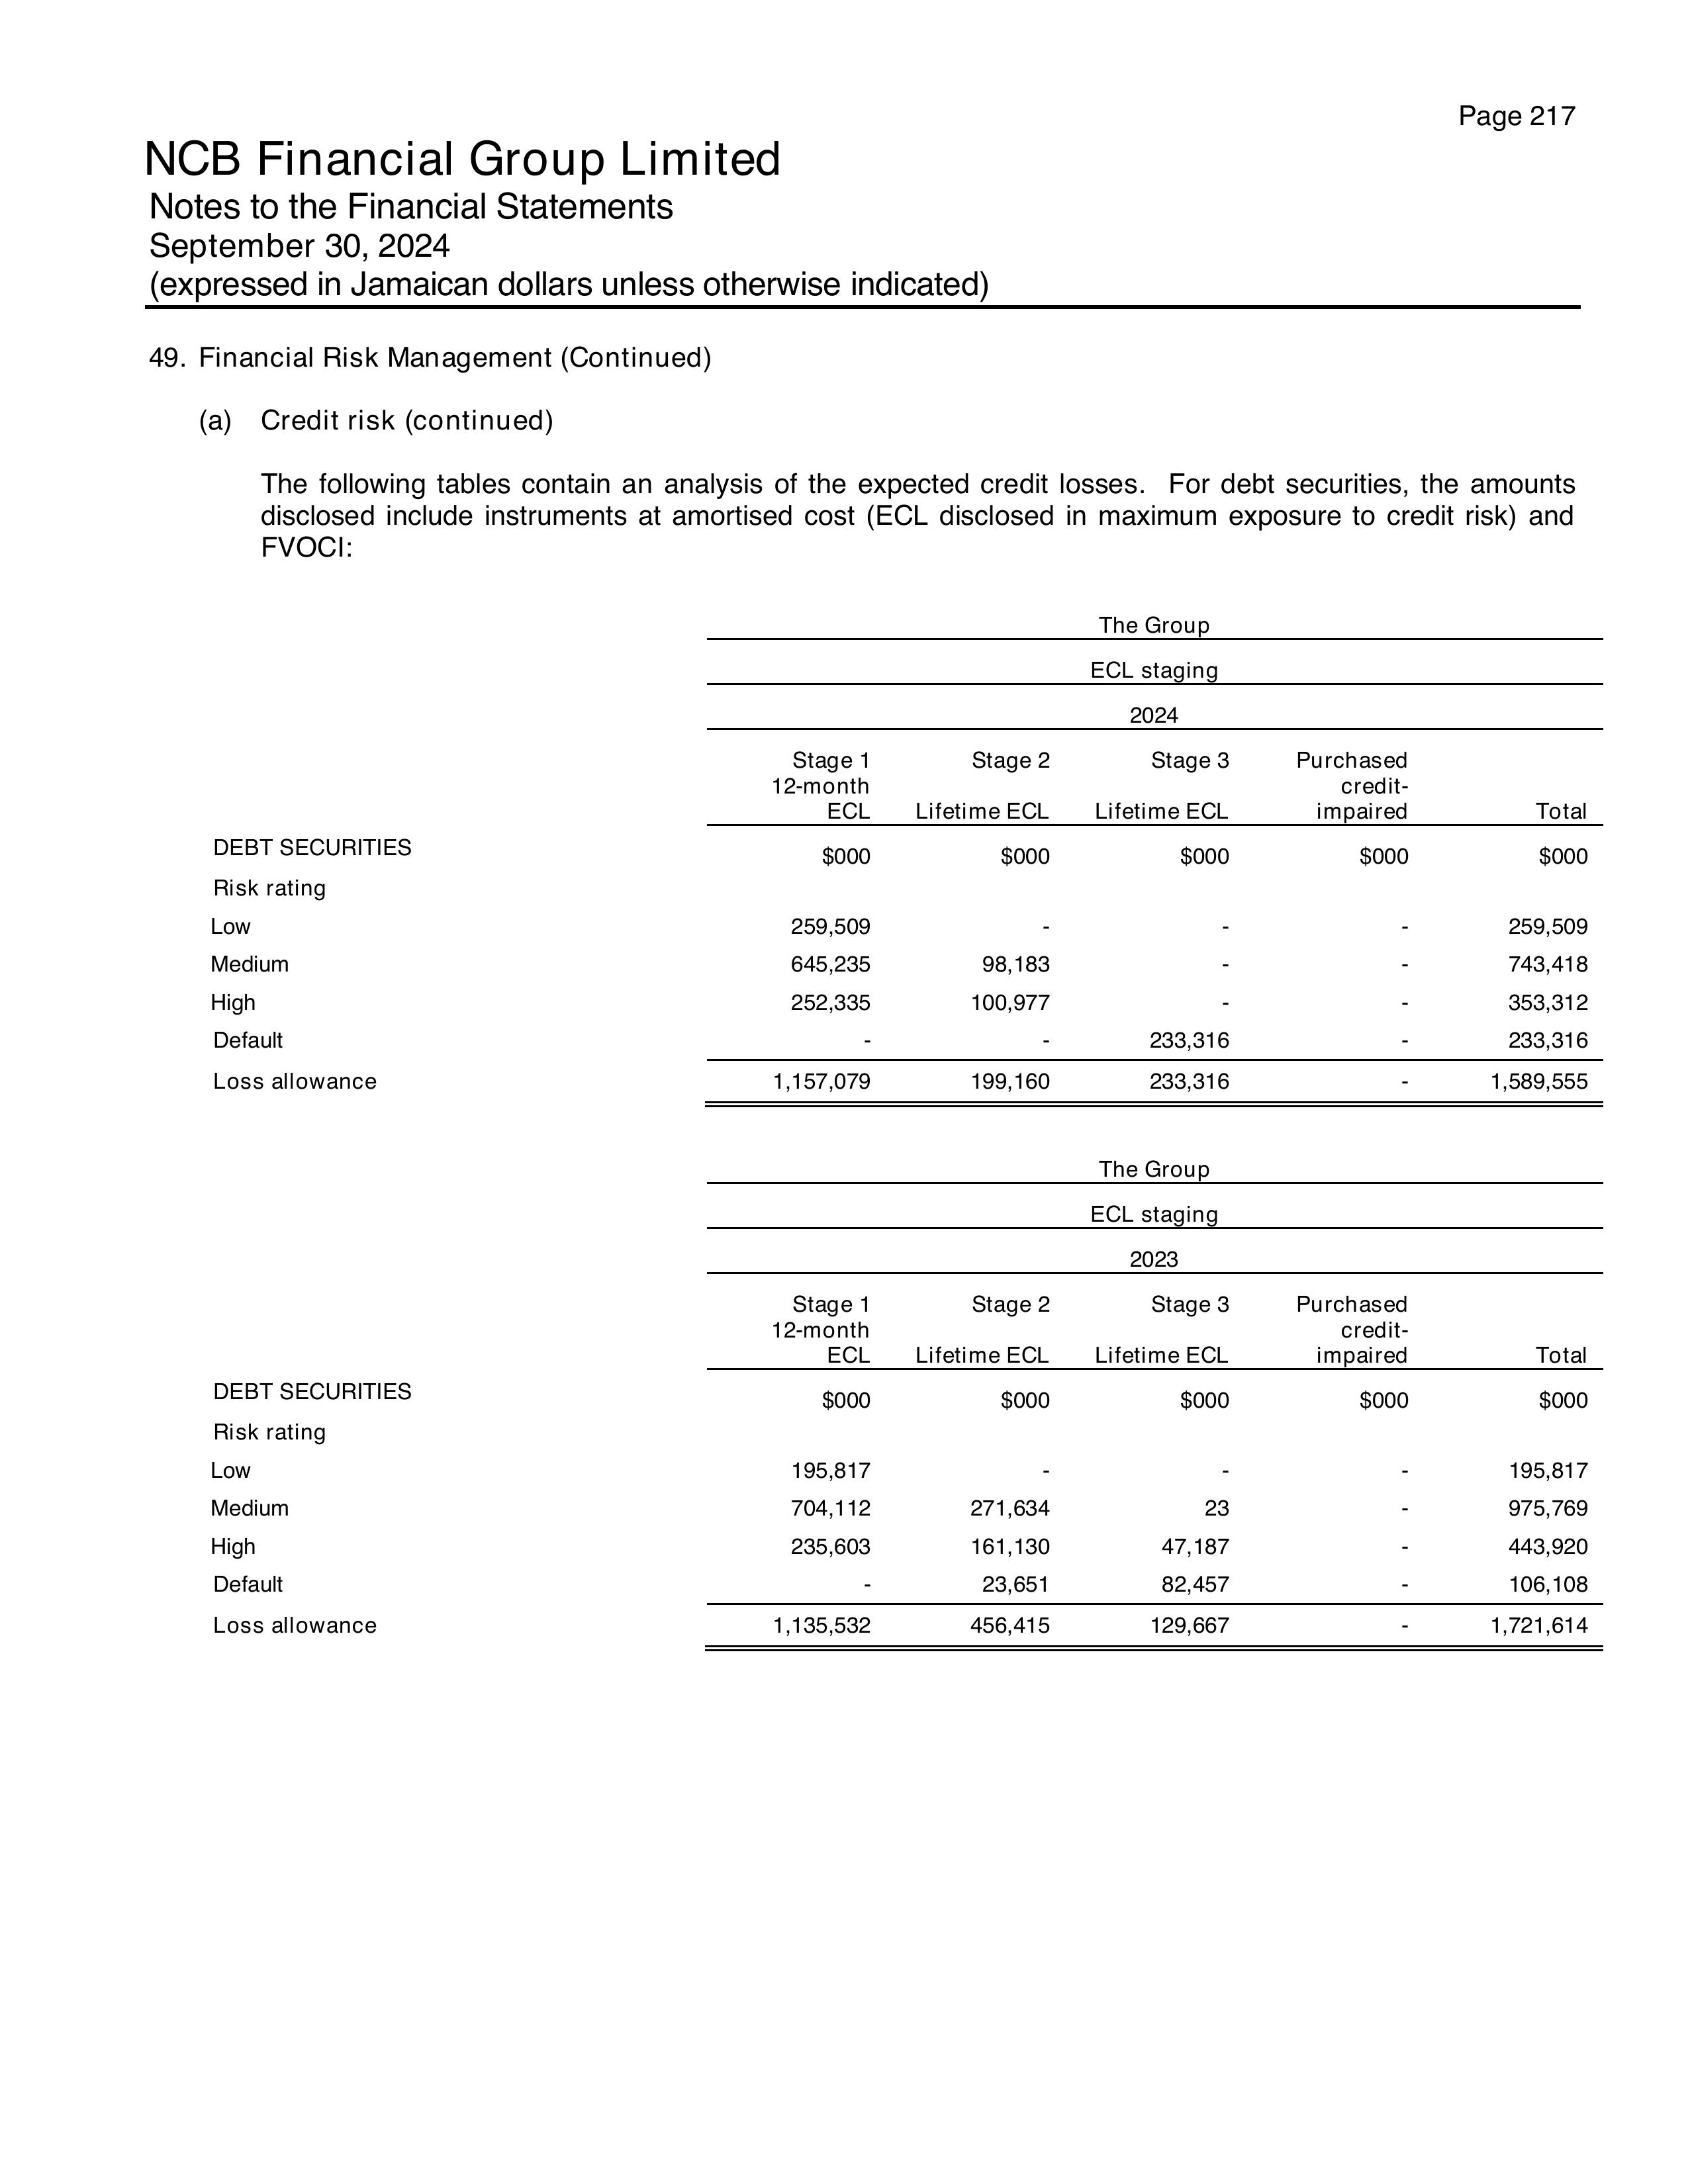 Page 217
NCB Financial Group Limited
Notes to the Financial Statements
September 30, 2024
(expressed in Jamaican dollars unless otherwise indicated)
49. Financial Risk Management (Continued)
(a) Credit risk (continued)
The following tables contain an analysis of the expected credit losses. For debt securities, the amounts
disclosed include instruments at amortised cost (ECL disclosed in maximum exposure to credit risk) and
FVOCI:
The Group
ECL staging
2024
Stage 1 Stage 2 Stage 3 Purchased
12-month credit-
ECL Lifetime ECL Lifetime ECL impaired Total
DEBT SECURITIES $000 $000 $000 $000 $000
Risk rating
Low 259,509 - - - 259,509
Medium 645,235 98,183 - - 743,418
High 252,335 100,977 - - 353,312
Default - - 233,316 - 233,316
Loss allowance 1,157,079 199,160 233,316 - 1,589,555
The Group
ECL staging
2023
Stage 1 Stage 2 Stage 3 Purchased
12-month credit-
ECL Lifetime ECL Lifetime ECL impaired Total
DEBT SECURITIES $000 $000 $000 $000 $000
Risk rating
Low 195,817 - - - 195,817
Medium 704,112 271,634 23 - 975,769
High 235,603 161,130 47,187 - 443,920
Default - 23,651 82,457 - 106,108
Loss allowance 1,135,532 456,415 129,667 - 1,721,614